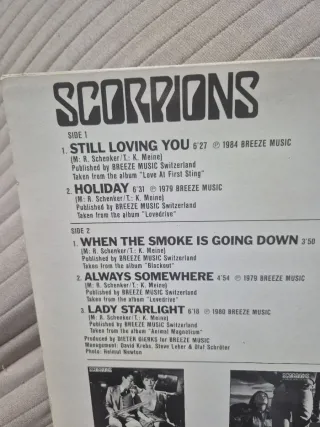 SCORPIONS
SIDE 1
1. STILL LOVING YOU 6'27 ℗ 1984 BREEZE MUSIC
(M: R. Schenker/T.: K. Meine)
Published by BREEZE MUSIC Switzerland
Taken from the album "Love At First Sting"
2. HOLIDAY 6'31 ℗ 1979 BREEZE MUSIC
(M: R. Schenker/T.: K. Meine)
Published by BREEZE MUSIC Switzerland
Taken from the album "Lovedrive"
SIDE 2
1. WHEN THE SMOKE IS GOING DOWN 3'50
(M: R. Schenker/T.: K. Meine)
Published by BREEZE MUSIC Switzerland
Taken from the album "Blackout"
2. ALWAYS SOMEWHERE 4'54 ℗ 1979 BREEZE MUSIC
(M: R. Schenker/T.: K. Meine)
Published by BREEZE MUSIC Switzerland
Taken from the album "Lovedrive"
3. LADY STARLIGHT 6'18 ℗ 1980 BREEZE MUSIC
(M: R. Schenker/T.: K. Meine)
Published by BREEZE MUSIC Switzerland
Taken from the album "Animal Magnetism"
Produced by DIETER DIERKS for BREEZE MUSIC
Management: David Krebs, Steve Leber & Olaf Schröter
Photo: Helmut Newton
SCORPIONS